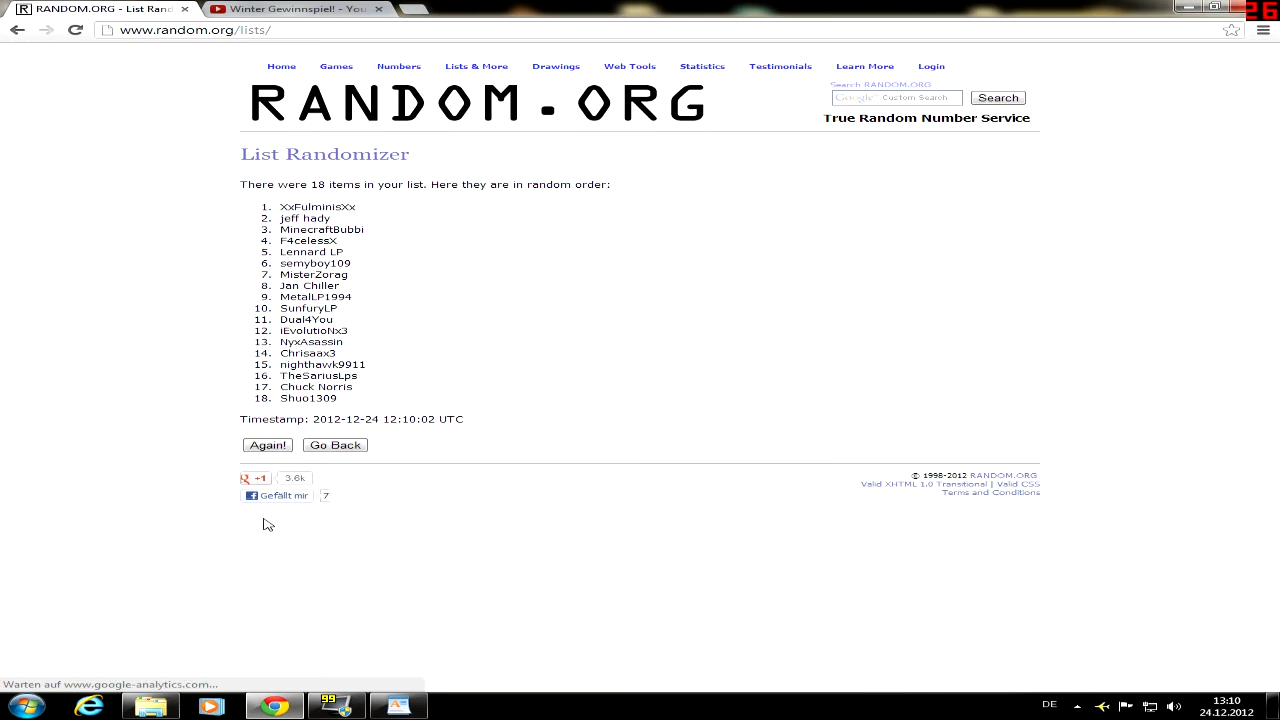 RANDOM.ORG - List Rand
Winter Gewinnspiel! - You
26
www.random.org/lists/
Home Games Numbers Lists & More Drawings Web Tools Statistics Testimonials Learn More Login
Search RANDOM.ORG
RANDOM.ORG
Google™ Custom Search Search
True Random Number Service
List Randomizer
There were 18 items in your list. Here they are in random order:
1. XxFulminisXx
2. jeff hady
3. MinecraftBubbi
4. F4celessX
5. Lennard LP
6. semyboy109
7. MisterZorag
8. Jan Chiller
9. MetalLP1994
10. SunfuryLP
11. Dual4You
12. iEvolutioNx3
13. NyxAsassin
14. Chrisaax3
15. nighthawk9911
16. TheSariusLps
17. Chuck Norris
18. Shuo1309
Timestamp: 2012-12-24 12:10:02 UTC
Again! Go Back
+1 3.6k
Gefällt mir 7
© 1998-2012 RANDOM.ORG
Valid XHTML 1.0 Transitional | Valid CSS
Terms and Conditions
Warten auf www.google-analytics.com...
99
DE
13:10
24.12.2012